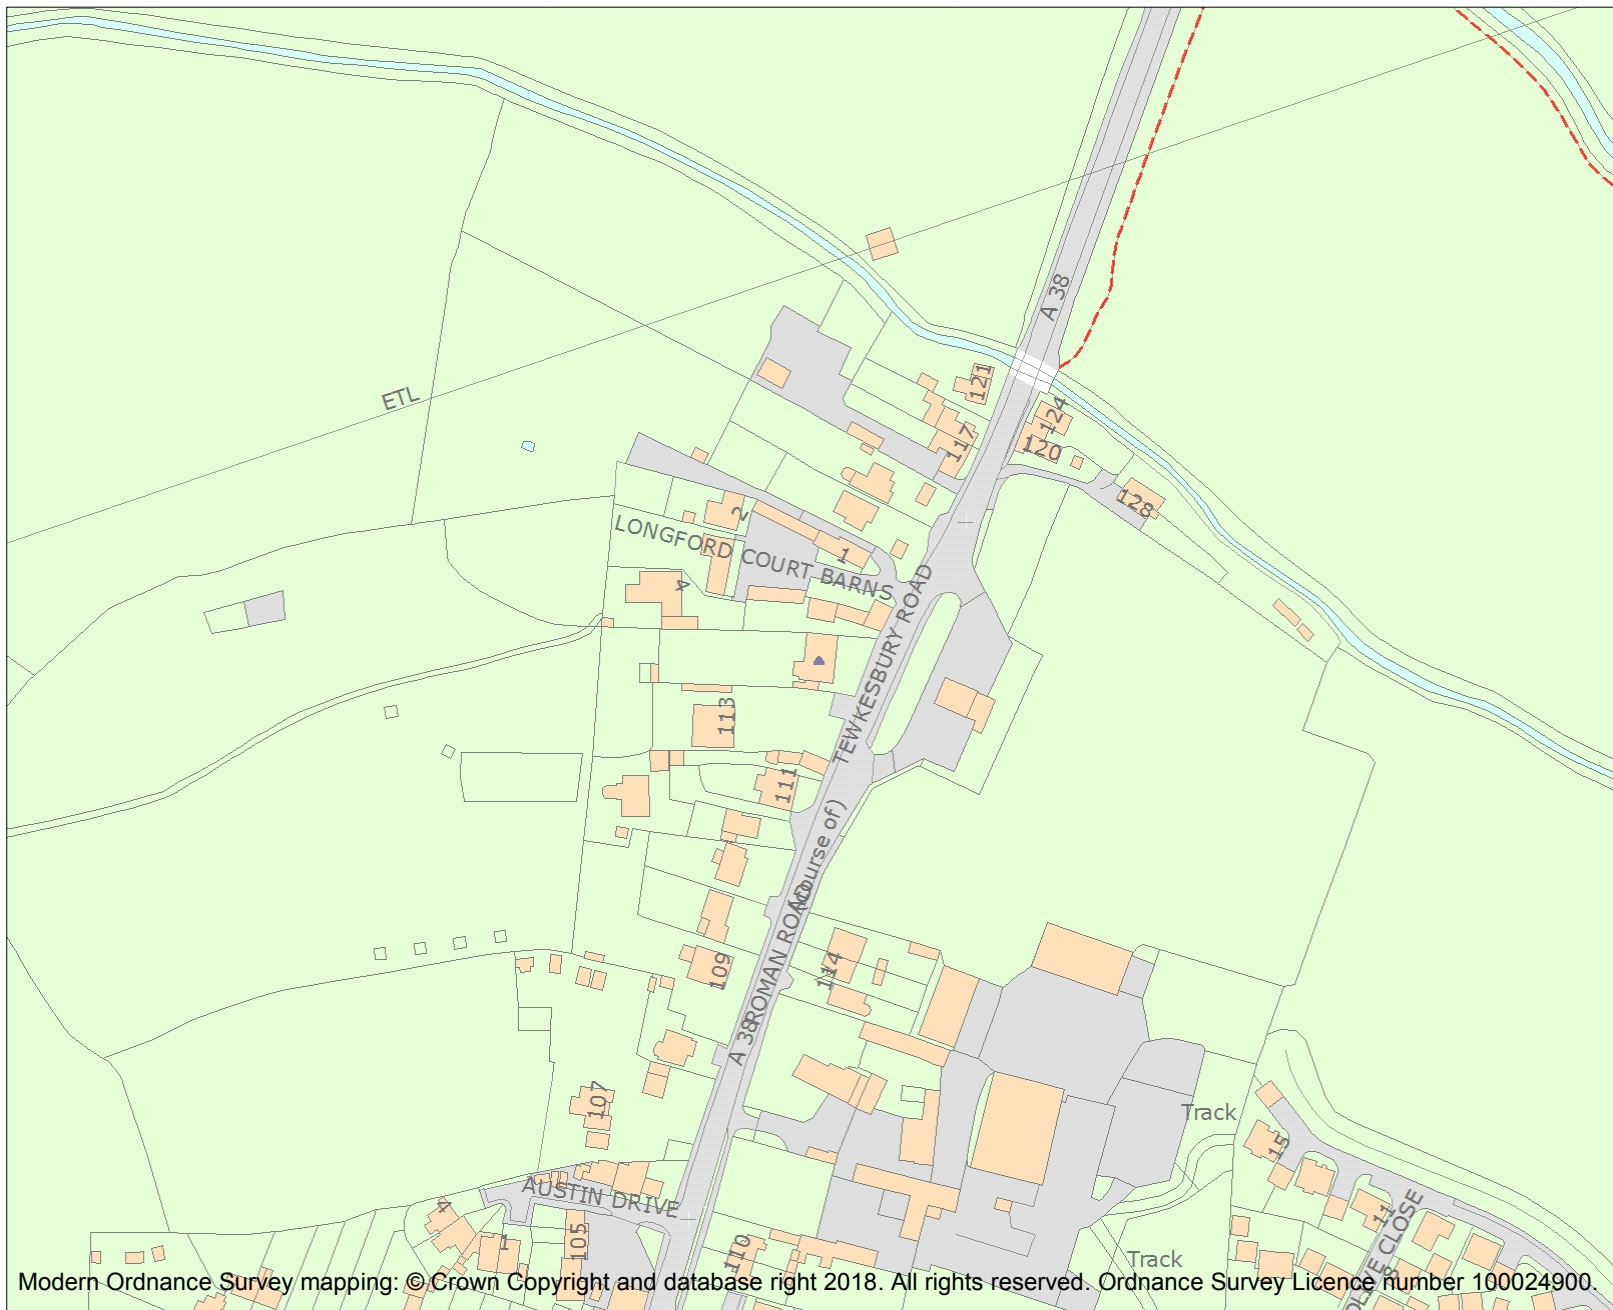 A 38
ETL
121
124
117
120
128
2
LONGFORD COURT BARNS
1
4
TEWKESBURY ROAD
113
111
ROMAN ROAD
(course of)
109
114
A 38
107
Track
15
AUSTIN DRIVE
4
1
105
110
11
Track
8
CLOSE
Modern Ordnance Survey mapping: © Crown Copyright and database right 2018. All rights reserved. Ordnance Survey Licence number 100024900.